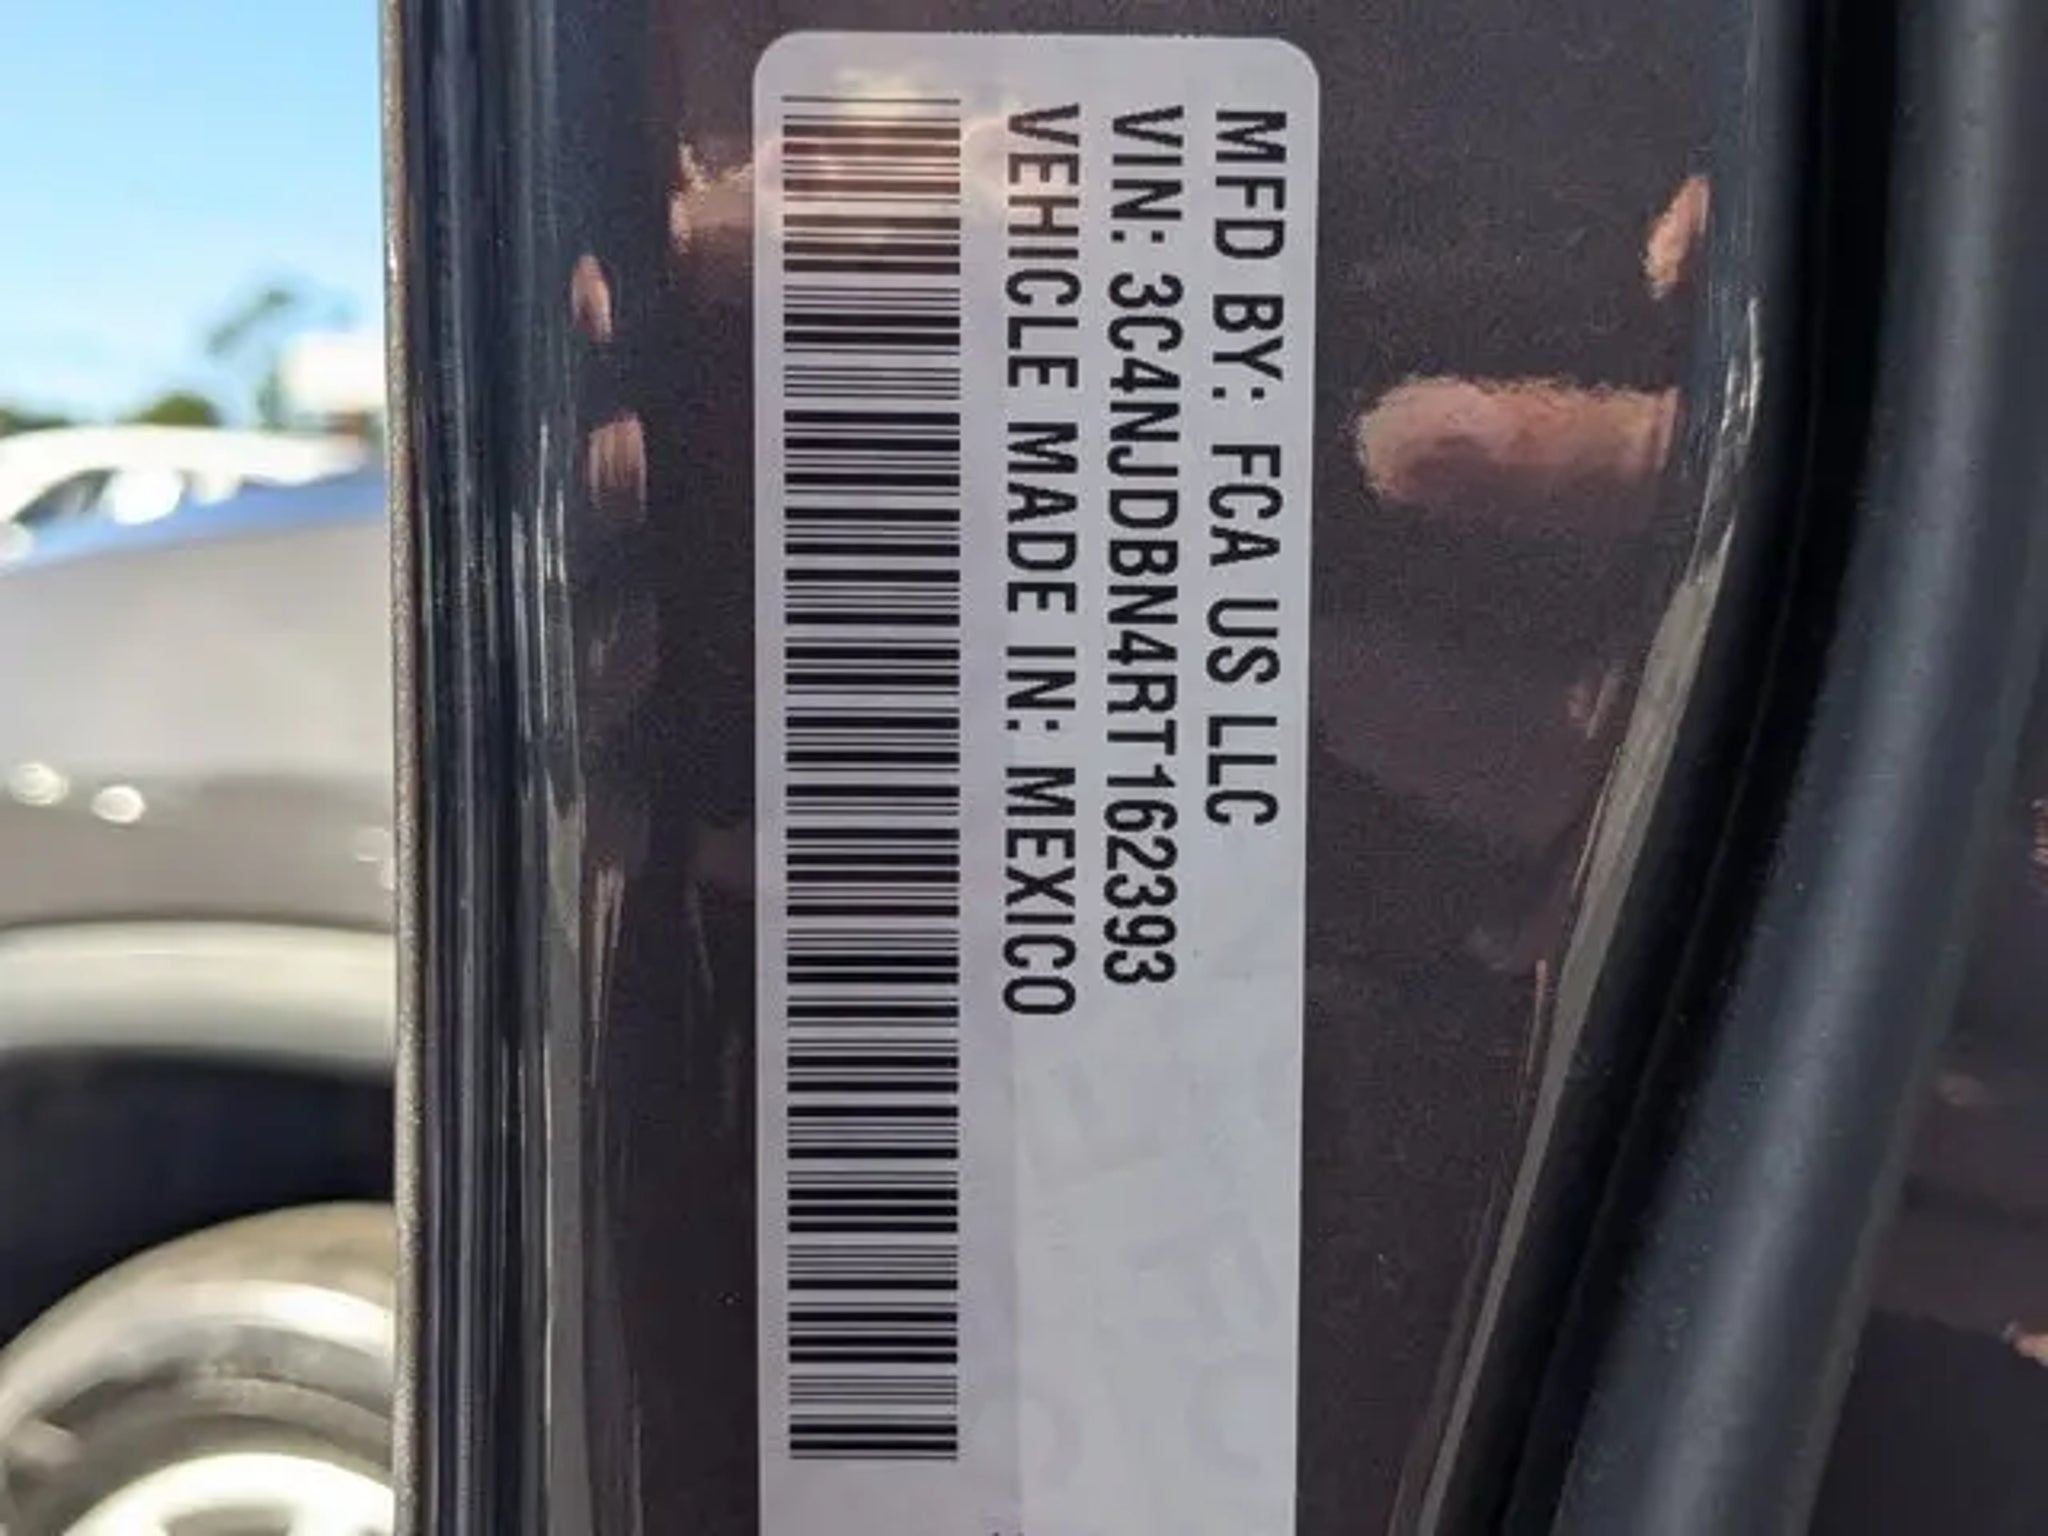 MFD BY: FCA US LLC
VIN: 3C4NJDBN4RT162393
VEHICLE MADE IN: MEXICO